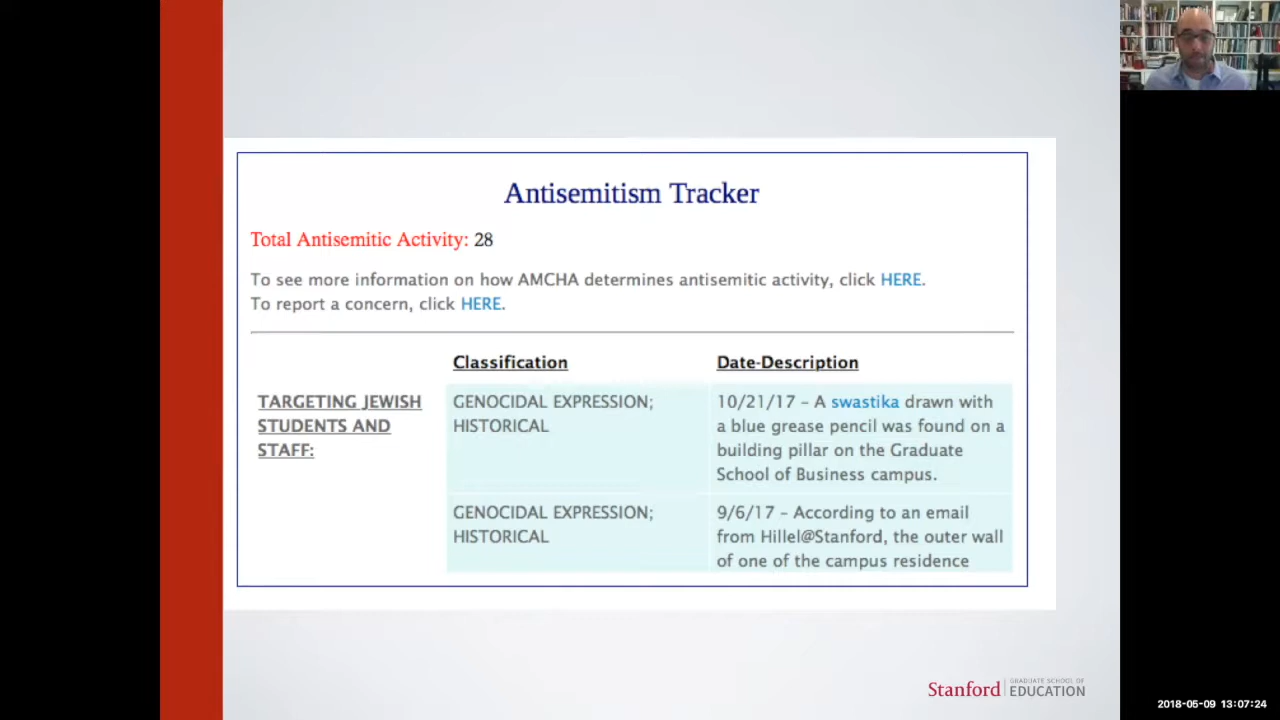 Antisemitism Tracker
Total Antisemitic Activity: 28
To see more information on how AMCHA determines antisemitic activity, click HERE.
To report a concern, click HERE.
Classification
Date-Description
TARGETING JEWISH
STUDENTS AND
STAFF:
GENOCIDAL EXPRESSION;
HISTORICAL
10/21/17 – A swastika drawn with
a blue grease pencil was found on a
building pillar on the Graduate
School of Business campus.
GENOCIDAL EXPRESSION;
HISTORICAL
9/6/17 – According to an email
from Hillel@Stanford, the outer wall
of one of the campus residence
Stanford
GRADUATE SCHOOL OF
EDUCATION
2018-05-09 13:07:24